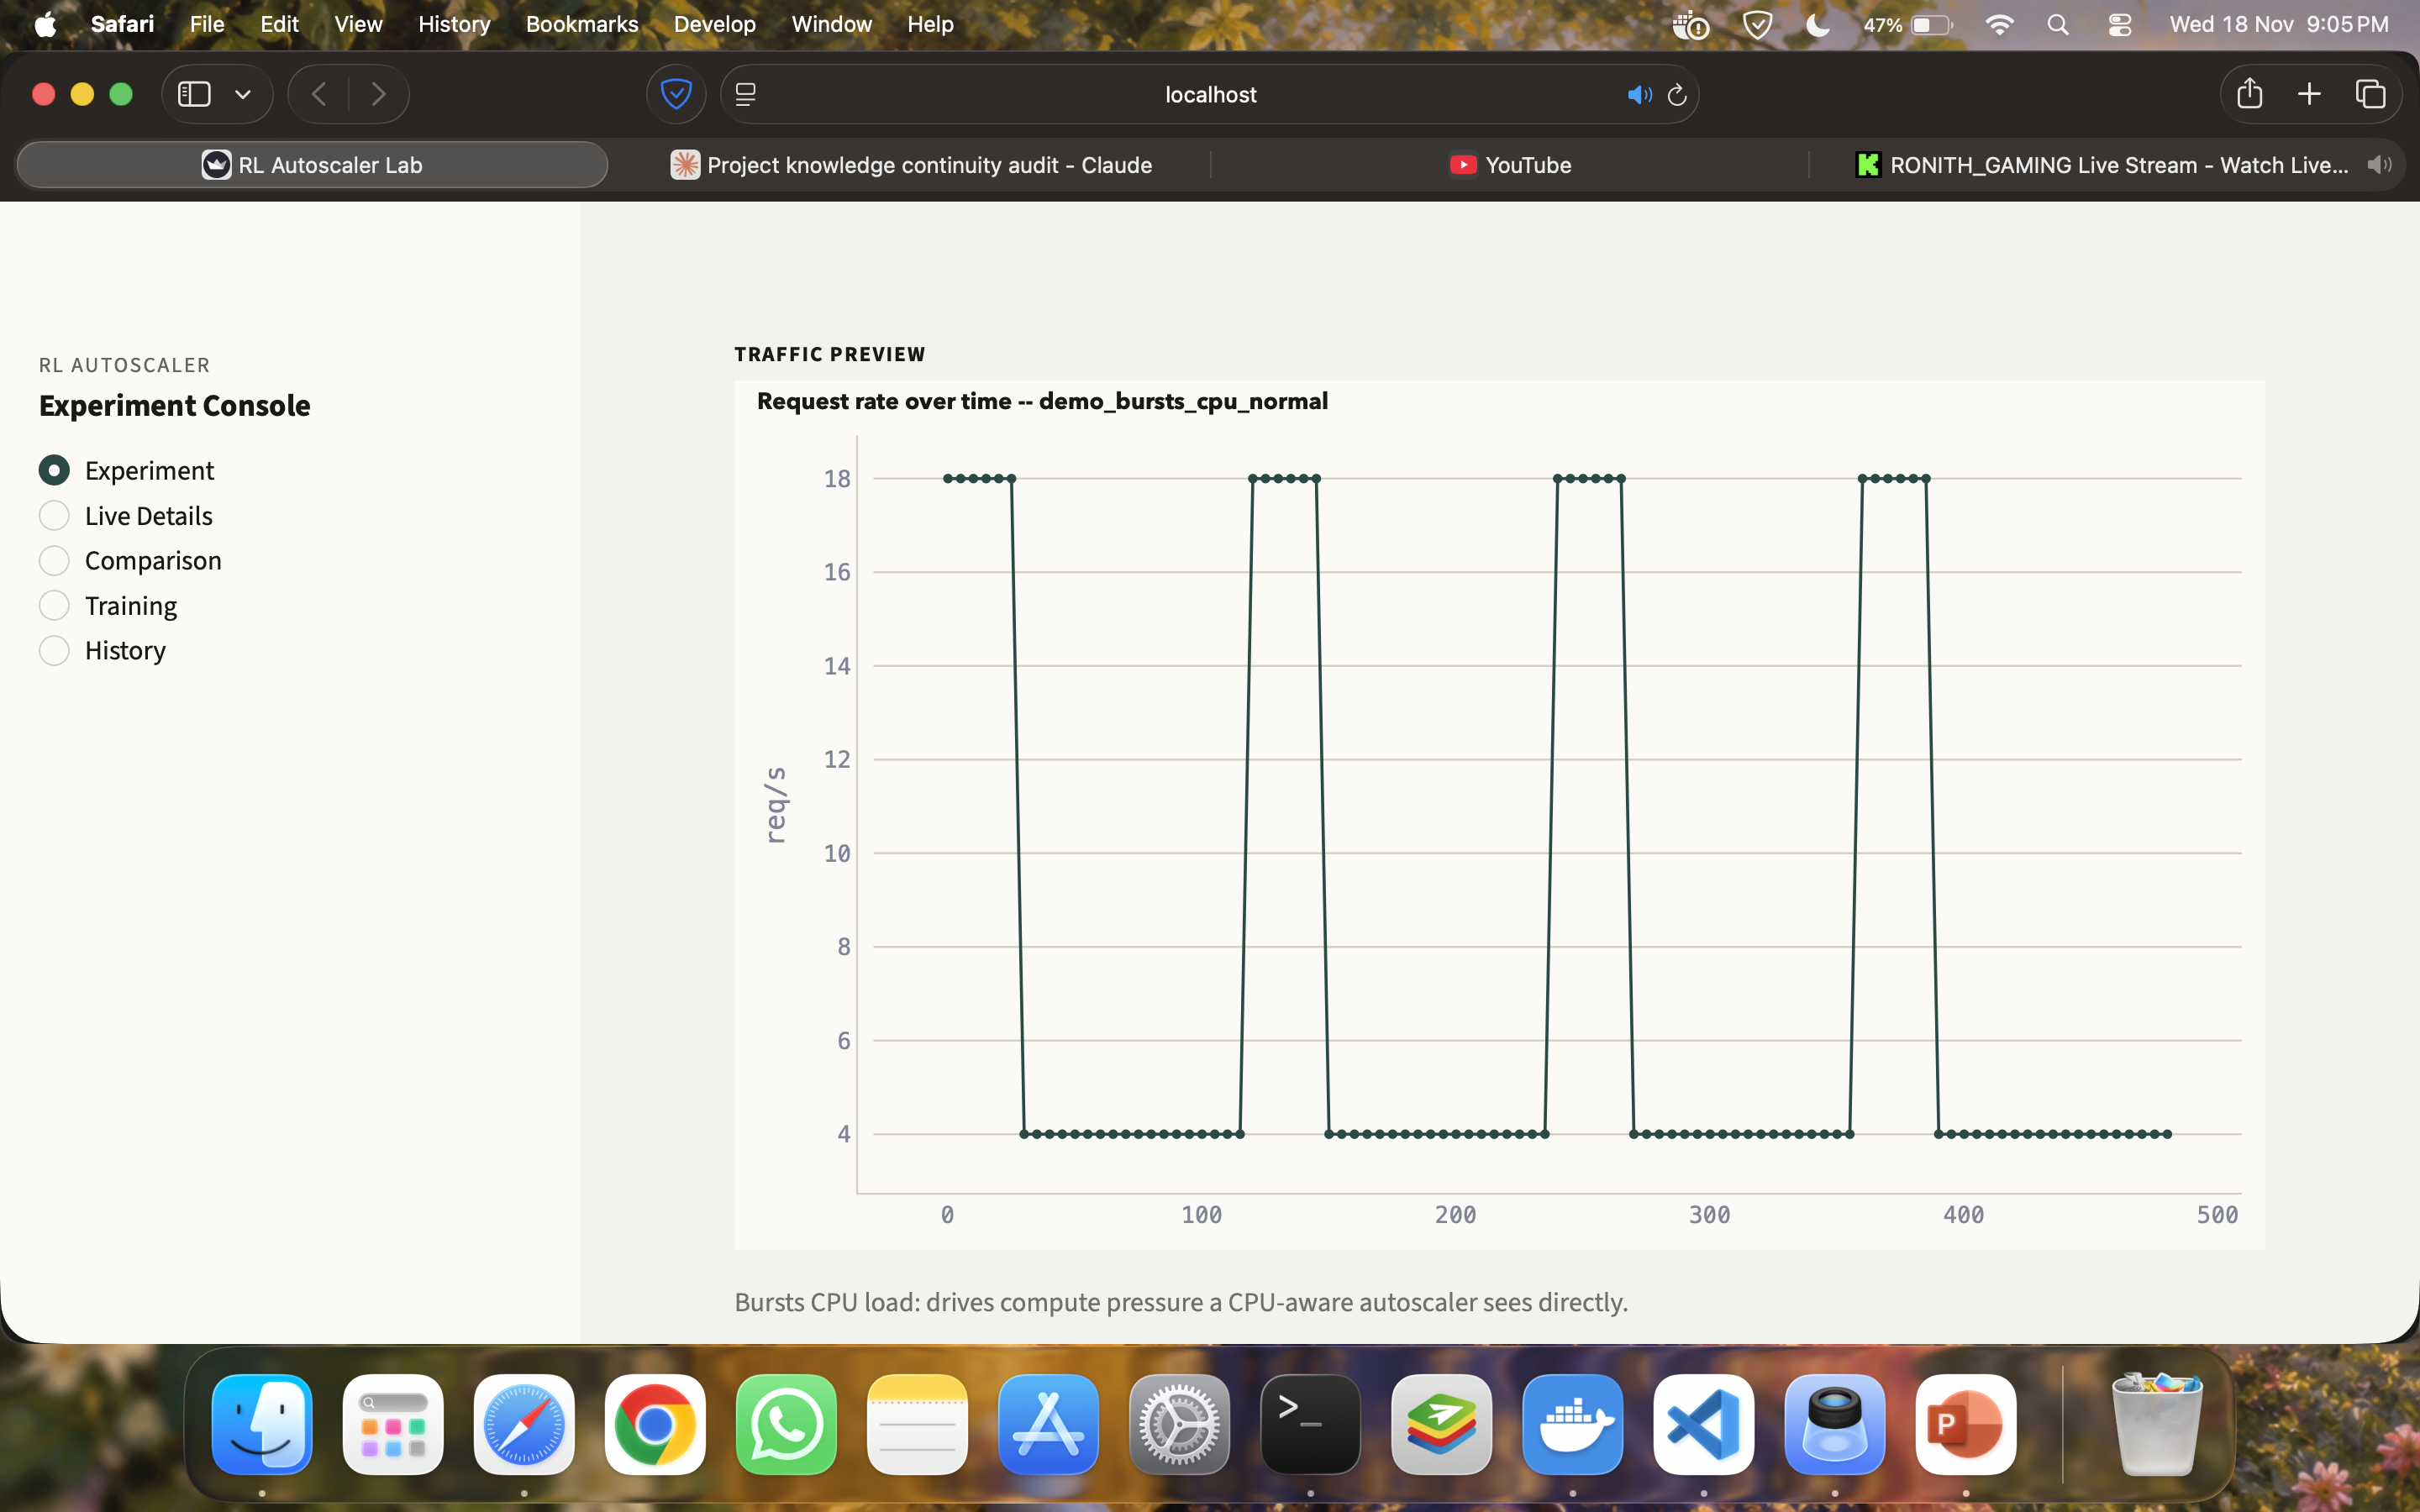 Safari File Edit View History Bookmarks Develop Window Help 47% Wed 18 Nov 9:05 PM
localhost
RL Autoscaler Lab Project knowledge continuity audit - Claude YouTube RONITH_GAMING Live Stream - Watch Live...
RL AUTOSCALER
Experiment Console
Experiment
Live Details
Comparison
Training
History
TRAFFIC PREVIEW
Request rate over time -- demo_bursts_cpu_normal
req/s
18
16
14
12
10
8
6
4
0 100 200 300 400 500
Bursts CPU load: drives compute pressure a CPU-aware autoscaler sees directly.
>_
P